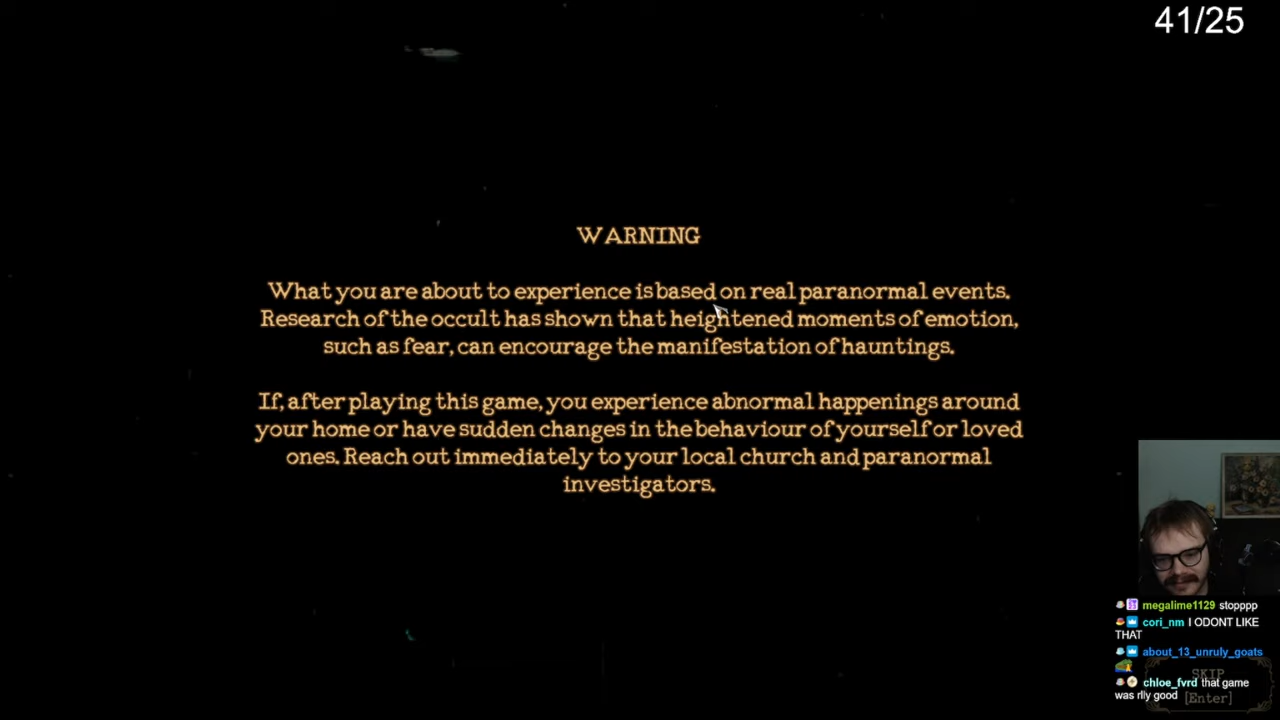 41/25
WARNING
What you are about to experience is based on real paranormal events.
Research of the occult has shown that heightened moments of emotion,
such as fear, can encourage the manifestation of hauntings.
If, after playing this game, you experience abnormal happenings around
your home or have sudden changes in the behaviour of yourself or loved
ones. Reach out immediately to your local church and paranormal
investigators.
megalime1129 stopppp
cori_nm I ODONT LIKE
THAT
about_13_unruly_goats
chloe_fvrd that game
was rlly good
SKIP
[Enter]